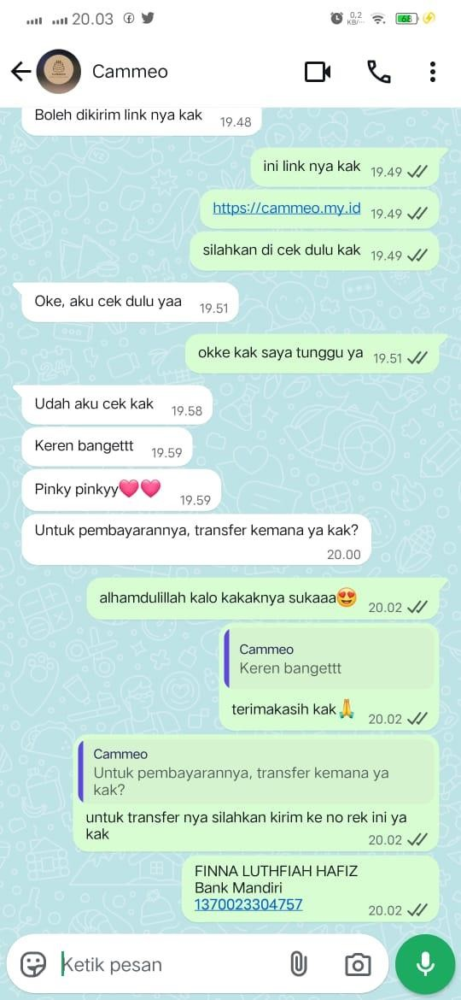 20.03
0,2
KB/···
68
Cammeo
Boleh dikirim link nya kak
19.48
ini link nya kak
19.49
https://cammeo.my.id
19.49
silahkan di cek dulu kak
19.49
Oke, aku cek dulu yaa
19.51
okke kak saya tunggu ya
19.51
Udah aku cek kak
19.58
Keren bangettt
19.59
Pinky pinkyy💗💗
19.59
Untuk pembayarannya, transfer kemana ya kak?
20.00
alhamdulillah kalo kakaknya sukaaa😍
20.02
Cammeo
Keren bangettt
terimakasih kak🙏
20.02
Cammeo
Untuk pembayarannya, transfer kemana ya
kak?
untuk transfer nya silahkan kirim ke no rek ini ya
kak
20.02
FINNA LUTHFIAH HAFIZ
Bank Mandiri
1370023304757
20.02
Ketik pesan